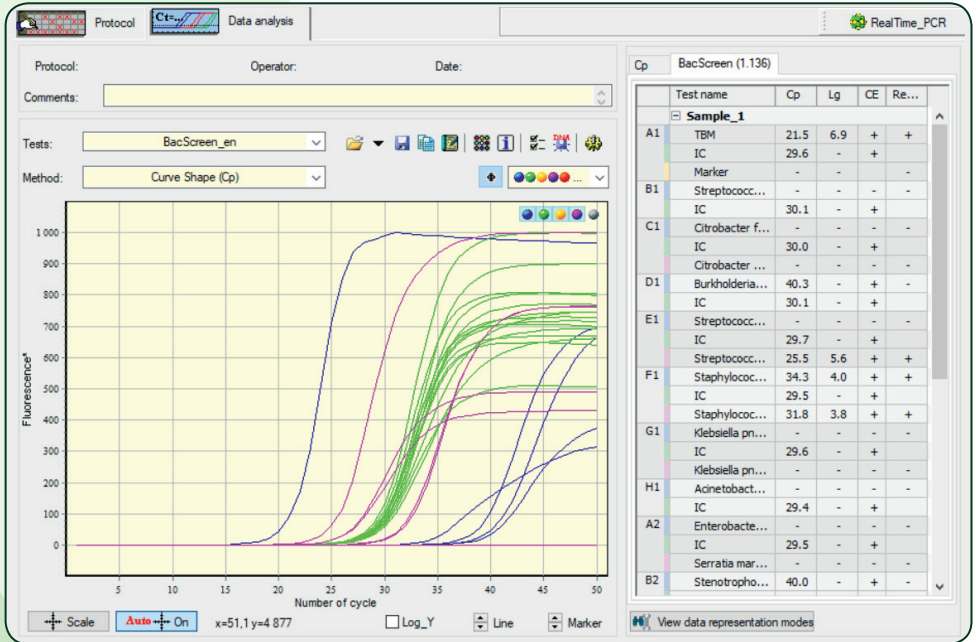 Protocol
Ct=.../
Data analysis
RealTime_PCR
Protocol: Operator: Date:
Comments:
Tests: BacScreen_en
Method: Curve Shape (Cp)
...
1 000
900
800
700
600
500
400
300
200
100
0
Fluorescence*
5 10 15 20 25 30 35 40 45 50
Number of cycle
Scale Auto On x=51,1 y=4 877 Log_Y Line Marker
Cp BacScreen (1.136)
Test name Cp Lg CE Re...
Sample_1
A1 TBM 21.5 6.9 + +
IC 29.6 - +
Marker - - -
B1 Streptococc... - - - -
IC 30.1 - +
C1 Citrobacter f... - - - -
IC 30.0 - +
Citrobacter ... - - - -
D1 Burkholderia... 40.3 - + -
IC 30.1 - +
E1 Streptococc... - - - -
IC 29.7 - +
Streptococc... 25.5 5.6 + +
F1 Staphylococ... 34.3 4.0 + +
IC 29.5 - +
Staphylococ... 31.8 3.8 + +
G1 Klebsiella pn... - - - -
IC 29.6 - +
Klebsiella pn... - - - -
H1 Acinetobact... - - - -
IC 29.4 - +
A2 Enterobacte... - - - -
IC 29.5 - +
Serratia mar... - - - -
B2 Stenotropho... 40.0 - + -
View data representation modes